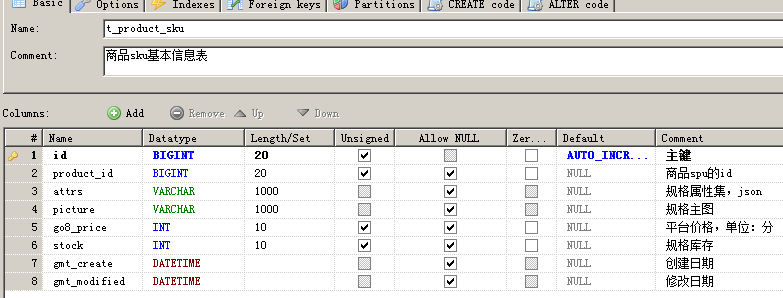 Basic Options Indexes Foreign keys Partitions CREATE code ALTER code
Name: t_product_sku
Comment: 商品sku基本信息表
Columns: Add Remove Up Down
# Name Datatype Length/Set Unsigned Allow NULL Zer... Default Comment
1 id BIGINT 20 AUTO_INCR... 主键
2 product_id BIGINT 20 NULL 商品spu的id
3 attrs VARCHAR 1000 NULL 规格属性集，json
4 picture VARCHAR 1000 NULL 规格主图
5 go8_price INT 10 NULL 平台价格，单位：分
6 stock INT 10 NULL 规格库存
7 gmt_create DATETIME NULL 创建日期
8 gmt_modified DATETIME NULL 修改日期